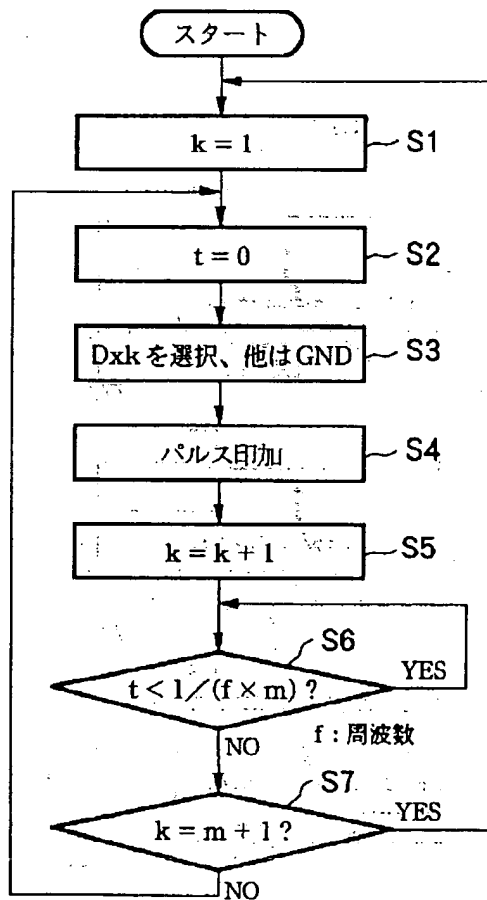 スタート
k = 1
S1
t = 0
S2
Dxk を選択、他は GND
S3
パルス印加
S4
k = k + 1
S5
S6
t < 1／(f × m) ?
YES
NO
f : 周波数
S7
k = m + 1 ?
YES
NO